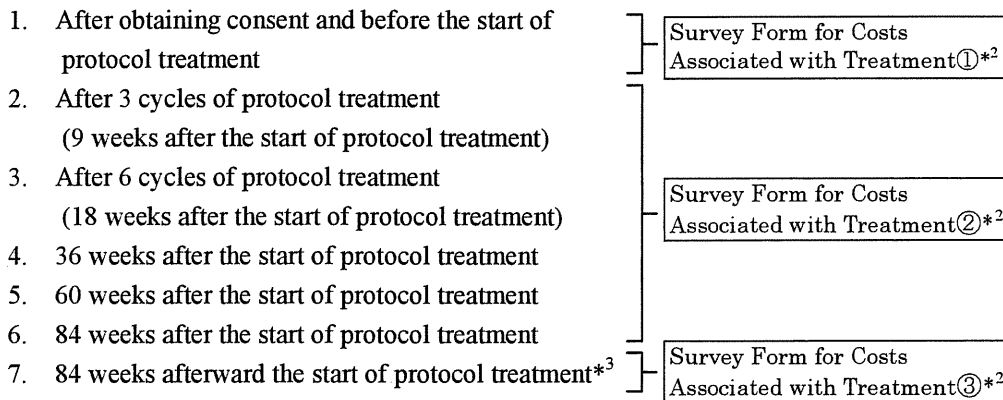 1. After obtaining consent and before the start of
protocol treatment
Survey Form for Costs
Associated with Treatment①*2
2. After 3 cycles of protocol treatment
(9 weeks after the start of protocol treatment)
3. After 6 cycles of protocol treatment
(18 weeks after the start of protocol treatment)
4. 36 weeks after the start of protocol treatment
5. 60 weeks after the start of protocol treatment
6. 84 weeks after the start of protocol treatment
Survey Form for Costs
Associated with Treatment②*2
7. 84 weeks afterward the start of protocol treatment*3
Survey Form for Costs
Associated with Treatment③*2